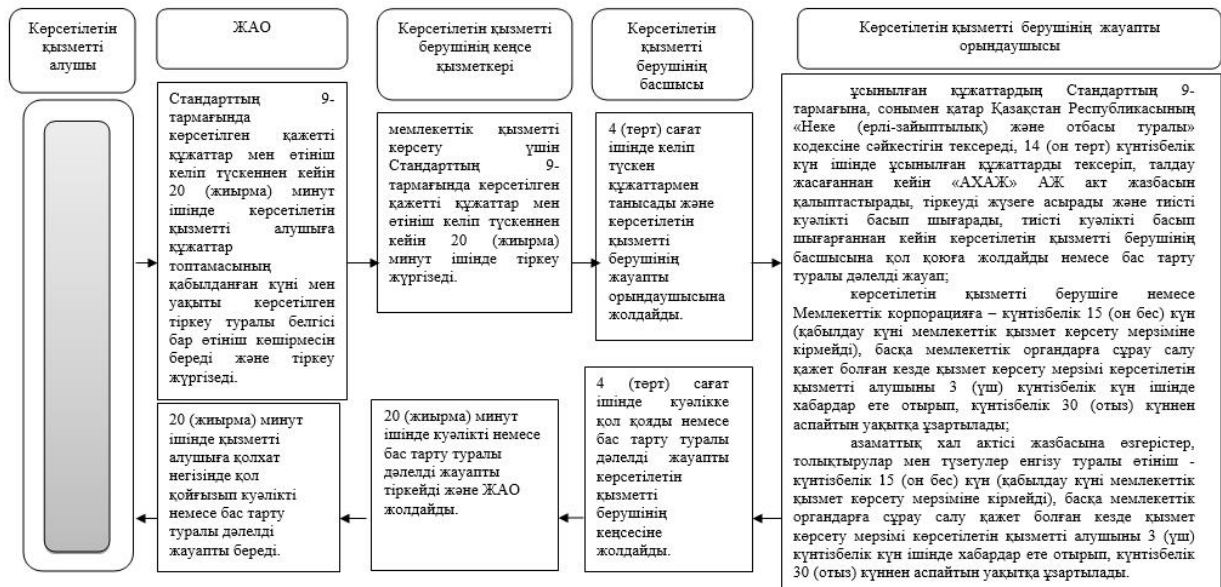 Көрсетілетін
қызметті
алушы
ЖАО
Көрсетілетін қызметті
берушінің кеңсе
қызметкері
Көрсетілетін
қызметті
берушінің
басшысы
Көрсетілетін қызметті берушінің жауапты
орындаушысы
Стандарттың 9-
тармағында
көрсетілген қажетті
құжаттар мен өтініш
келіп түскеннен кейін
20 (жиырма) минут
ішінде көрсетілетін
қызметті алушыға
құжаттар
топтамасының
қабылданған күні мен
уақыты көрсетілген
тіркеу туралы белгісі
бар өтініш көшірмесін
береді және тіркеу
жүргізеді.
мемлекеттік қызметті
көрсету үшін
Стандарттың 9-
тармағында көрсетілген
қажетті құжаттар мен
өтініш келіп түскеннен
кейін 20 (жиырма)
минут ішінде тіркеу
жүргізеді.
4 (төрт) сағат
ішінде келіп
түскен
құжаттармен
танысады және
көрсетілетін
қызметті
берушінің
жауапты
орындаушысына
жолдайды.
ұсынылған құжаттардың Стандарттың 9-
тармағына, сонымен қатар Қазақстан Республикасының
«Неке (ерлі-зайыптылық) және отбасы туралы»
кодексіне сәйкестігін тексереді, 14 (он төрт) күнтізбелік
күн ішінде ұсынылған құжаттарды тексеріп, талдау
жасағаннан кейін «АХАЖ» АЖ акт жазбасын
қалыптастырады, тіркеуді жүзеге асырады және тиісті
куәлікті басып шығарады, тиісті куәлікті басып
шығарғаннан кейін көрсетілетін қызметті берушінің
басшысына қол қоюға жолдайды немесе бас тарту
туралы дәлелді жауап;
көрсетілетін қызметті берушіге немесе
Мемлекеттік корпорацияға – күнтізбелік 15 (он бес) күн
(қабылдау күні мемлекеттік қызмет көрсету мерзіміне
кірмейді), басқа мемлекеттік органдарға сұрау салу
қажет болған кезде қызмет көрсету мерзімі көрсетілетін
қызметті алушыны 3 (үш) күнтізбелік күн ішінде
хабардар ете отырып, күнтізбелік 30 (отыз) күннен
аспайтын уақытқа ұзартылады;
азаматтық хал актісі жазбасына өзгерістер,
толықтырулар мен түзетулер енгізу туралы өтініш -
күнтізбелік 15 (он бес) күн (қабылдау күні мемлекеттік
қызмет көрсету мерзіміне кірмейді), басқа мемлекеттік
органдарға сұрау салу қажет болған кезде қызмет
көрсету мерзімі көрсетілетін қызметті алушыны 3 (үш)
күнтізбелік күн ішінде хабардар ете отырып, күнтізбелік
30 (отыз) күннен аспайтын уақытқа ұзартылады.
4 (төрт) сағат
ішінде куәлікке
қол қояды немесе
бас тарту туралы
дәлелді жауапты
көрсетілетін
қызметті
берушінің
кеңсесіне
жолдайды.
20 (жиырма) минут
ішінде куәлікті немесе
бас тарту туралы
дәлелді жауапты
тіркейді және ЖАО
жолдайды.
20 (жиырма) минут
ішінде қызметті
алушыға қолхат
негізінде қол
қойғызып куәлікті
немесе бас тарту
туралы дәлелді
жауапты береді.